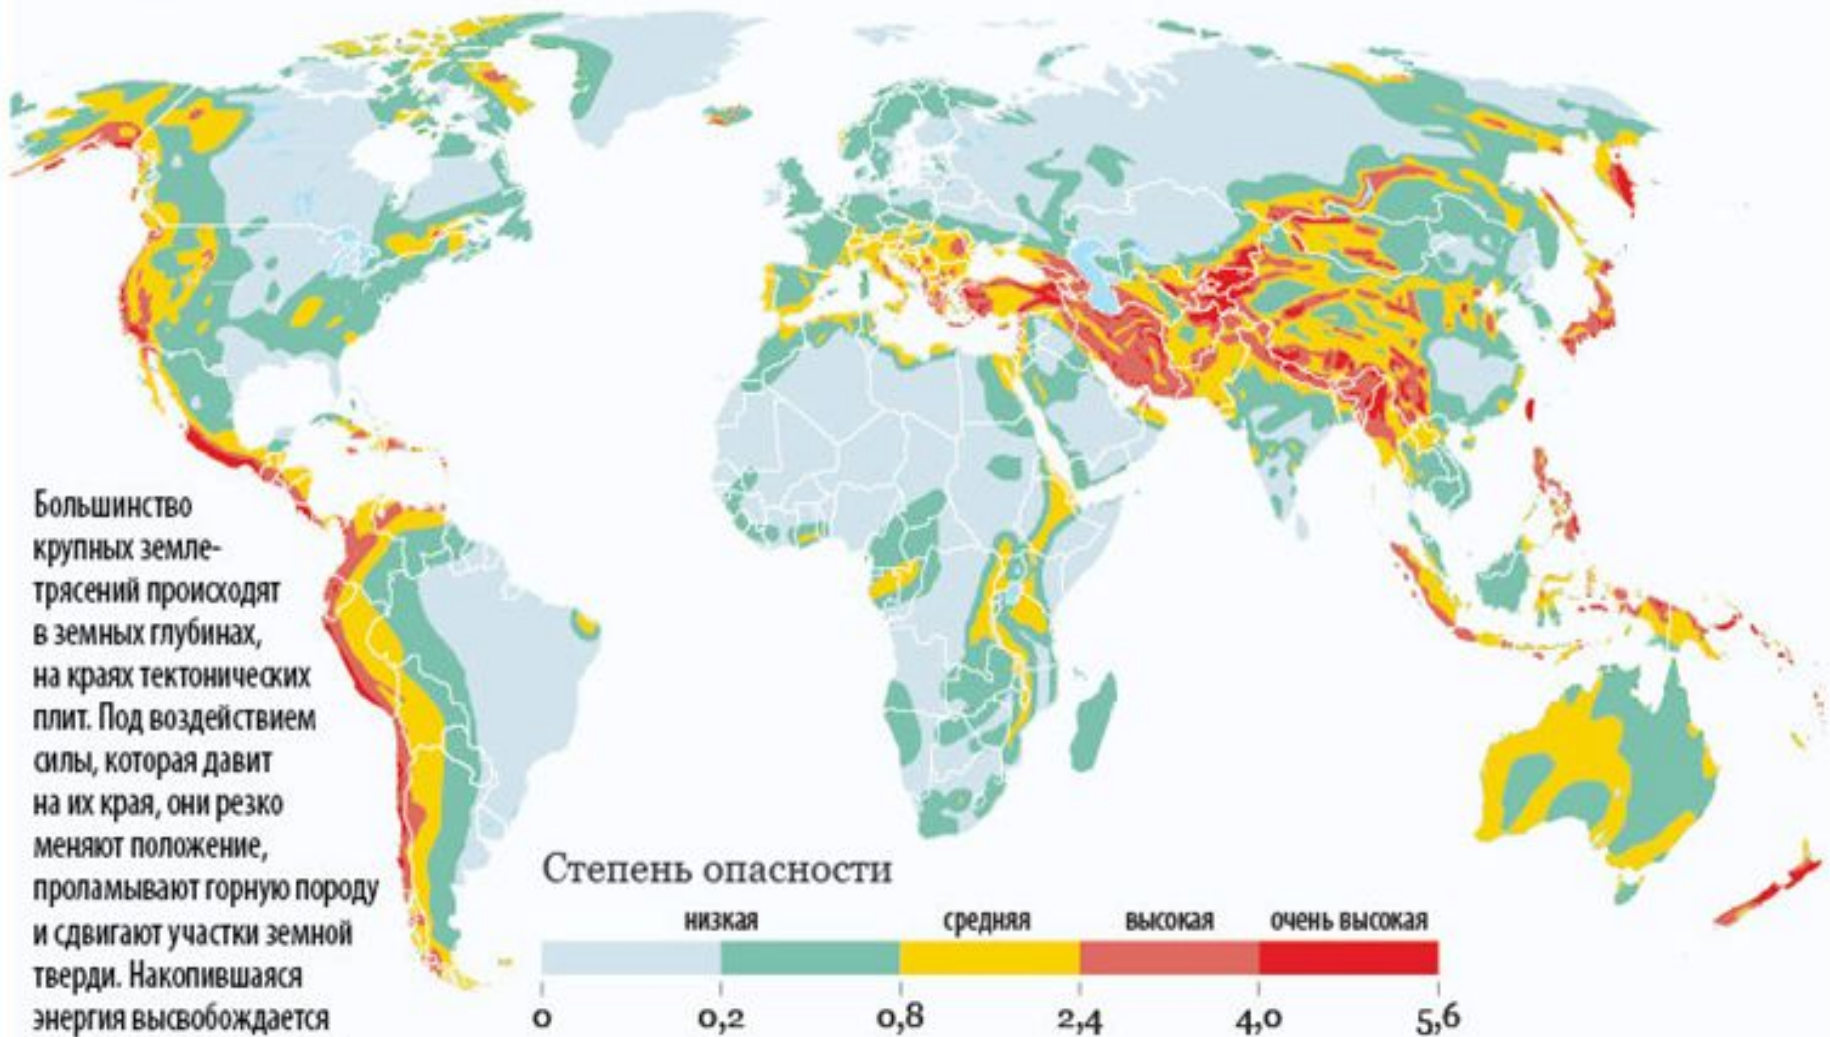 Большинство
крупных земле-
трясений происходят
в земных глубинах,
на краях тектонических
плит. Под воздействием
силы, которая давит
на их края, они резко
меняют положение,
проламывают горную породу
и сдвигают участки земной
тверди. Накопившаяся
энергия высвобождается
Степень опасности
низкая средняя высокая очень высокая
0 0,2 0,8 2,4 4,0 5,6